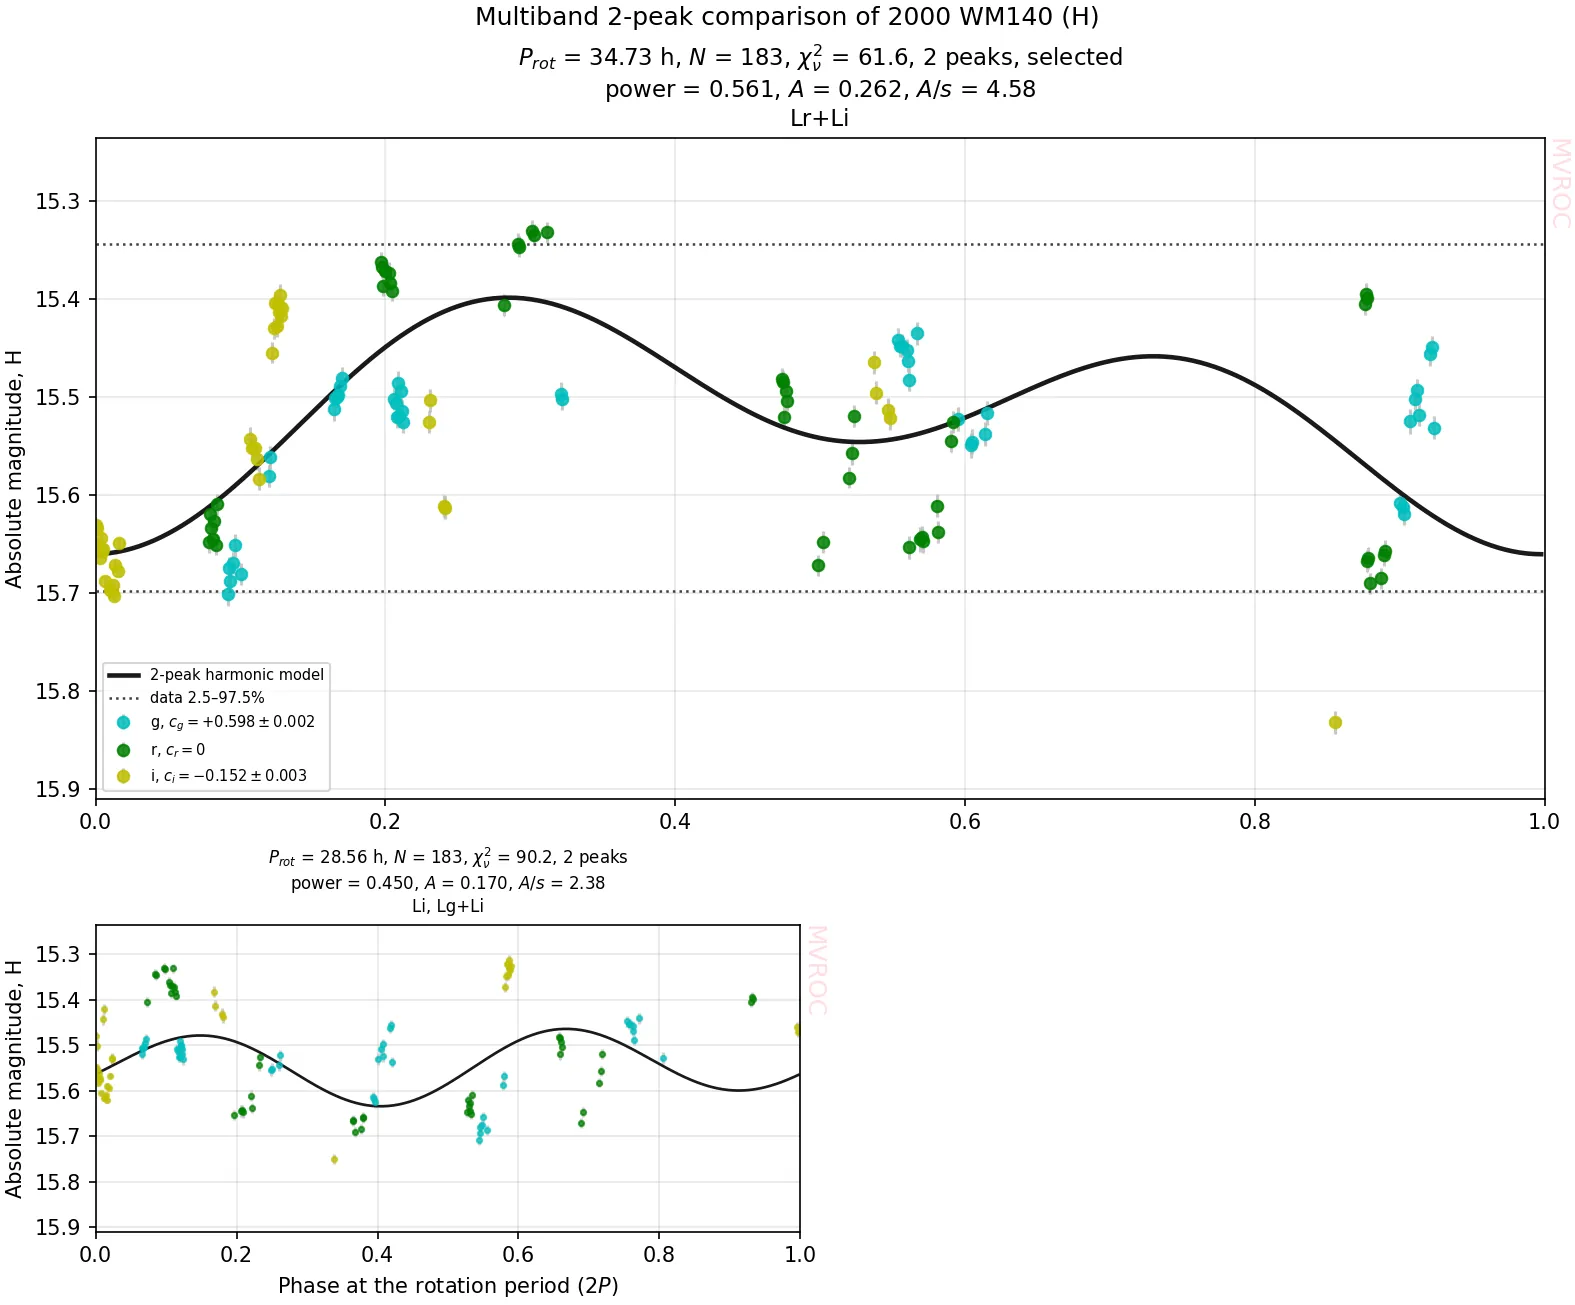 Multiband 2-peak comparison of 2000 WM140 (H)
P_rot = 34.73 h, N = 183, χ²_ν = 61.6, 2 peaks, selected
power = 0.561, A = 0.262, A/s = 4.58
Lr+Li
MVROC
Absolute magnitude, H
15.3
15.4
15.5
15.6
15.7
15.8
15.9
2-peak harmonic model
data 2.5–97.5%
g, c_g = +0.598 ± 0.002
r, c_r = 0
i, c_i = −0.152 ± 0.003
0.0 0.2 0.4 0.6 0.8 1.0
P_rot = 28.56 h, N = 183, χ²_ν = 90.2, 2 peaks
power = 0.450, A = 0.170, A/s = 2.38
Li, Lg+Li
MVROC
Absolute magnitude, H
15.3
15.4
15.5
15.6
15.7
15.8
15.9
0.0 0.2 0.4 0.6 0.8 1.0
Phase at the rotation period (2P)